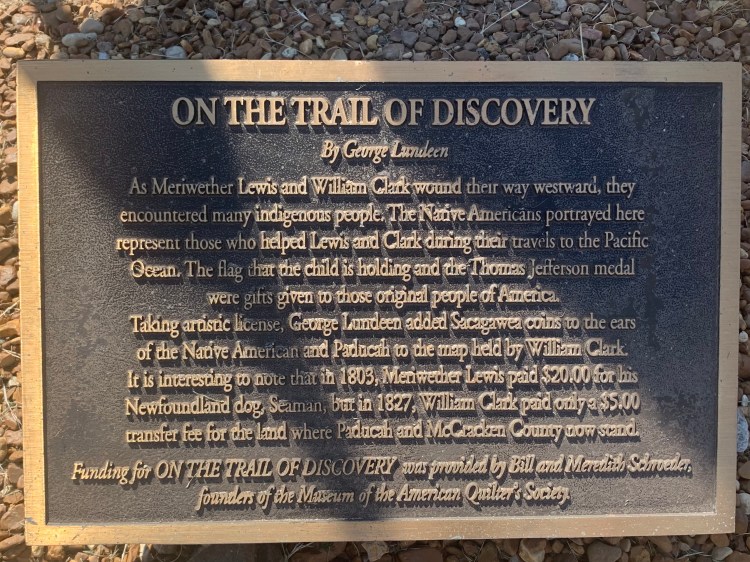 ON THE TRAIL OF DISCOVERY
By George Lundeen
As Meriwether Lewis and William Clark wound their way westward, they
encountered many indigenous people. The Native Americans portrayed here
represent those who helped Lewis and Clark during their travels to the Pacific
Ocean. The flag that the child is holding and the Thomas Jefferson medal
were gifts given to those original people of America.
Taking artistic license, George Lundeen added Sacagawea coins to the ears
of the Native American and Paducah to the map held by William Clark.
It is interesting to note that in 1803, Meriwether Lewis paid $20.00 for his
Newfoundland dog, Seaman, but in 1827, William Clark paid only a $5.00
transfer fee for the land where Paducah and McCracken County now stand.
Funding for ON THE TRAIL OF DISCOVERY was provided by Bill and Meredith Schroeder,
founders of the Museum of the American Quilter's Society.